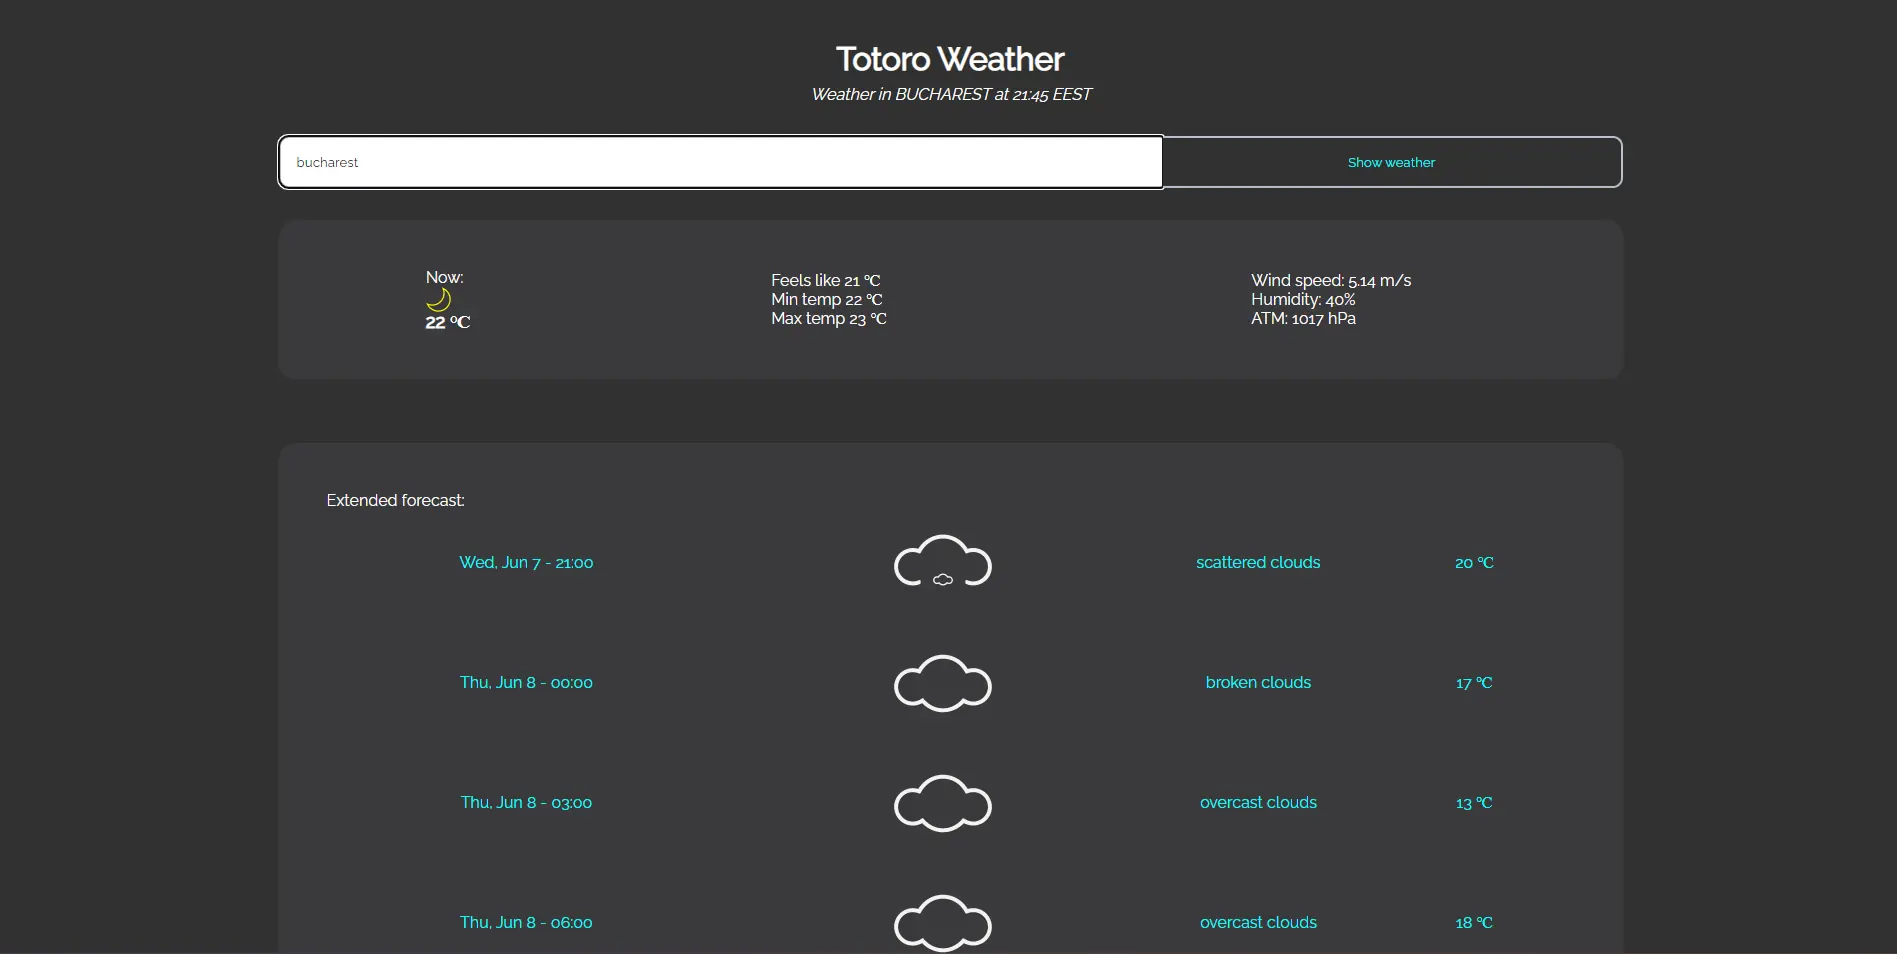 Totoro Weather
Weather in BUCHAREST at 21:45 EEST
bucharest
Show weather
Now:
22 °C
Feels like 21 °C
Min temp 22 °C
Max temp 23 °C
Wind speed: 5.14 m/s
Humidity: 40%
ATM: 1017 hPa
Extended forecast:
Wed, Jun 7 - 21:00 scattered clouds 20 °C
Thu, Jun 8 - 00:00 broken clouds 17 °C
Thu, Jun 8 - 03:00 overcast clouds 13 °C
Thu, Jun 8 - 06:00 overcast clouds 18 °C